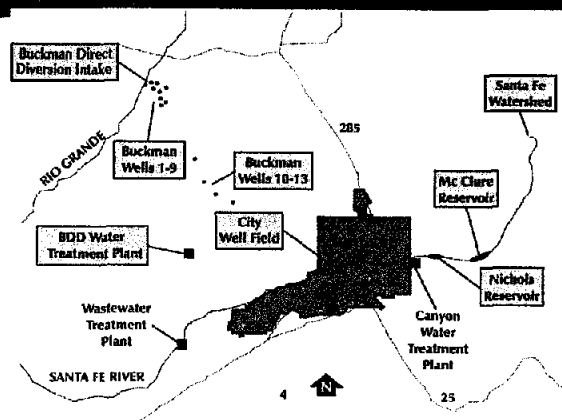 Buckman Direct
Diversion Intake
Santa Fe
Watershed
285
RIO GRANDE
Buckman
Wells 1-9
Buckman
Wells 10-13
Mc Clure
Reservoir
City
Well Field
BDD Water
Treatment Plant
Nichols
Reservoir
Wastewater
Treatment
Plant
Canyon
Water
Treatment
Plant
SANTA FE RIVER
4
N
25